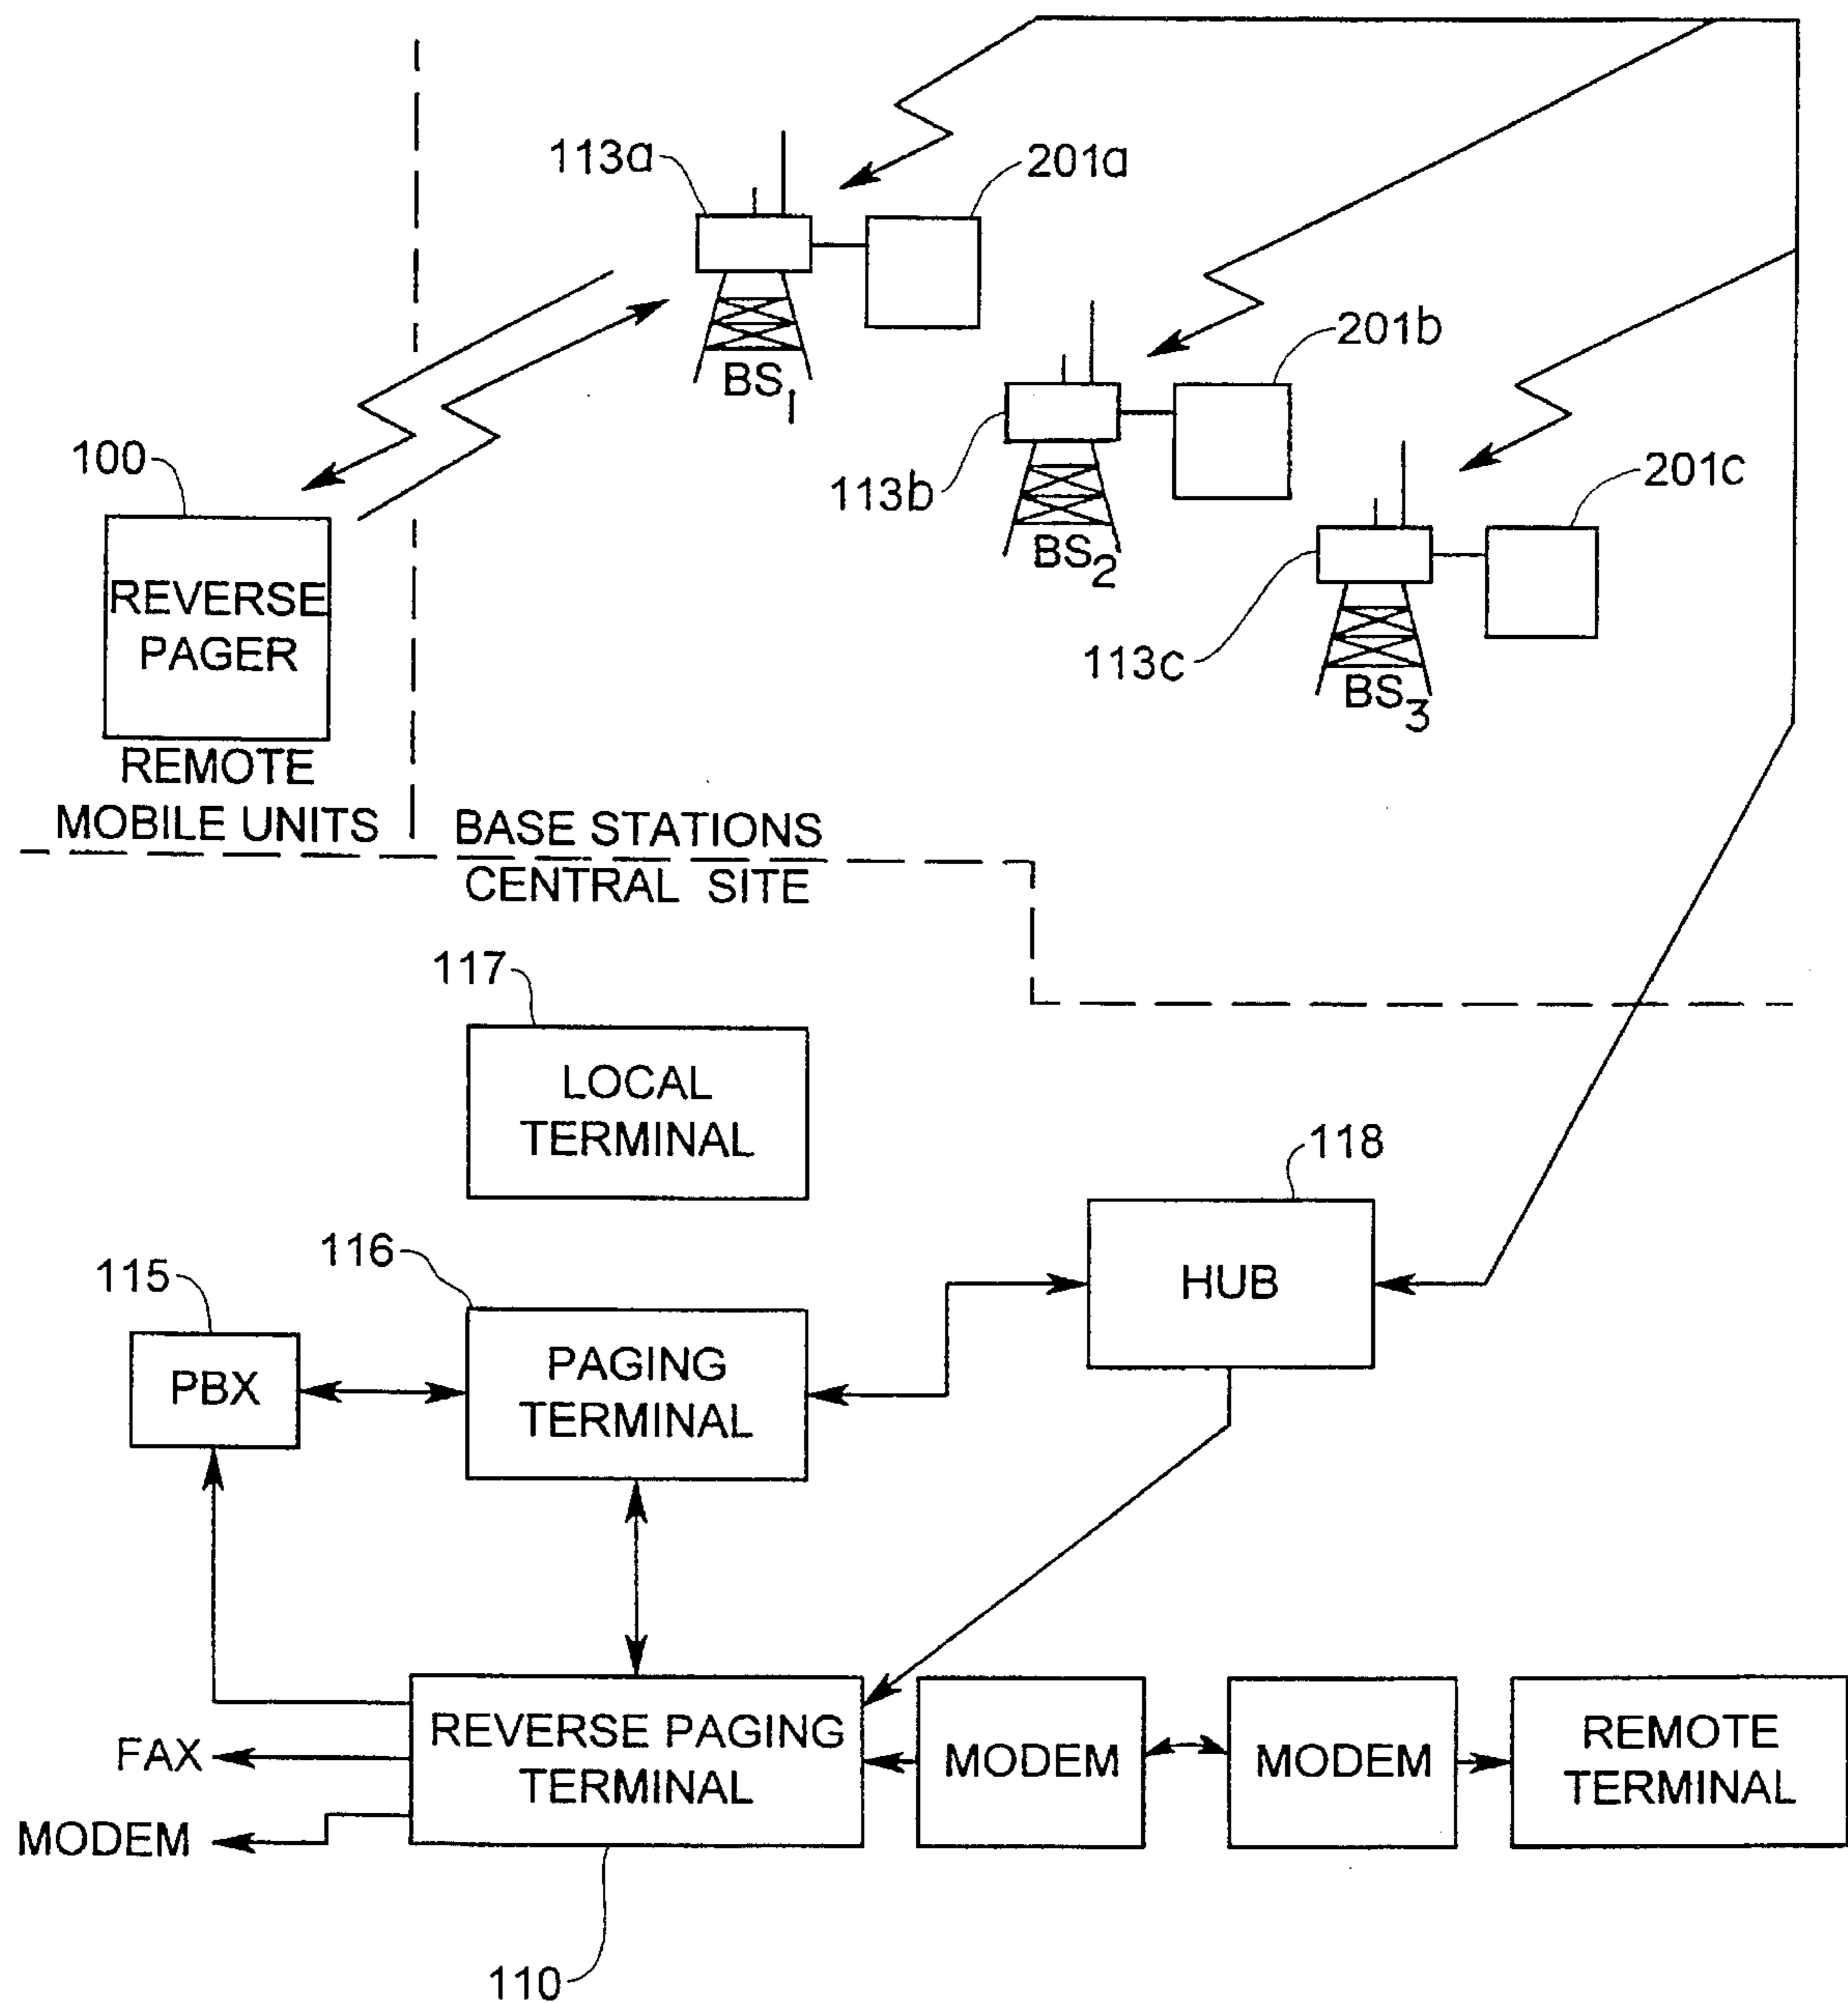 113a
201a
BS1
201b
113b
BS2
201c
113c
BS3
100
REVERSE
PAGER
REMOTE
MOBILE UNITS
BASE STATIONS
CENTRAL SITE
117
LOCAL
TERMINAL
118
HUB
116
115
PBX
PAGING
TERMINAL
REVERSE PAGING
TERMINAL
FAX
MODEM
MODEM
MODEM
REMOTE
TERMINAL
110